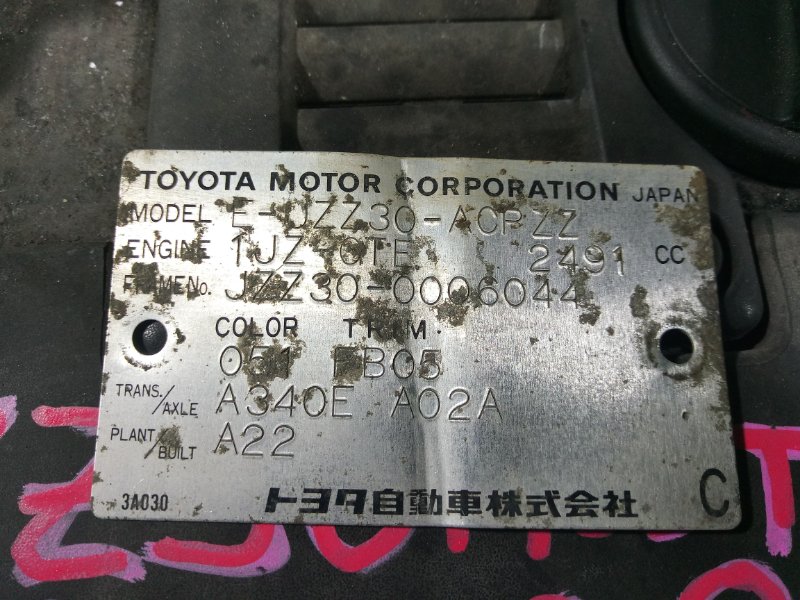 TOYOTA MOTOR CORPORATION JAPAN
MODEL E-JZZ30-ACPZZ
ENGINE 1JZ-GTE 2491 CC
FRAME No. JZZ30-0006044
COLOR TRIM
051 FB05
TRANS./AXLE A340E A02A
PLANT/BUILT A22
3A030 トヨタ自動車株式会社 C